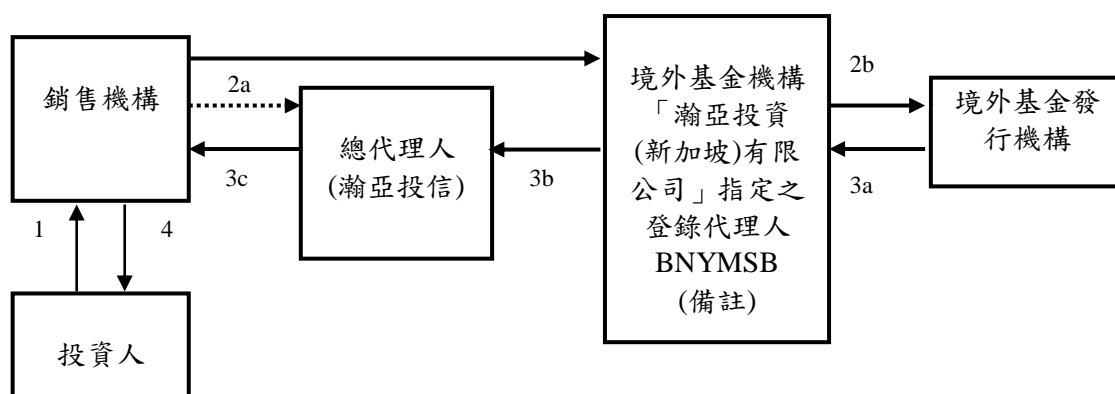 銷售機構
2a
總代理人
(瀚亞投信)
3c
3b
境外基金機構
「瀚亞投資
(新加坡)有限
公司」指定之
登錄代理人
BNYMSB
(備註)
2b
3a
境外基金發
行機構
1
4
投資人